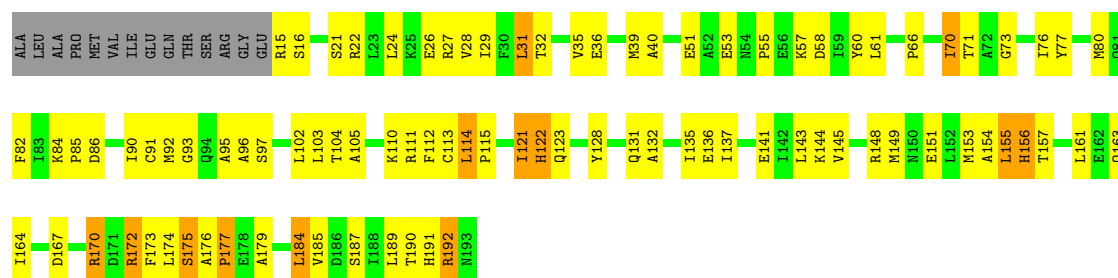 ALA LEU ALA PRO MET VAL ILE GLU GLN THR SER ARG GLY GLU R15 S16 S21 R22 L23 L24 K25 E26 R27 V28 I29 F30 L31 T32 V35 E36 M39 A40 E51 A52 E53 N54 P55 E56 K57 D58 I59 Y60 L61 P66 I70 T71 A72 G73 I76 Y77 M80 Q81
F82 I83 K84 P85 D86 I90 C91 M92 G93 Q94 A95 A96 S97 L102 L103 T104 A105 K110 R111 F112 C113 L114 P115 I121 H122 Q123 Y128 Q131 A132 I135 E136 I137 E141 I142 L143 K144 V145 R148 M149 N150 E151 L152 M153 A154 L155 H156 T157 L161 E162 Q163
I164 D167 R170 D171 R172 F173 L174 S175 A176 P177 E178 A179 L184 V185 D186 S187 I188 L189 T190 H191 R192 N193